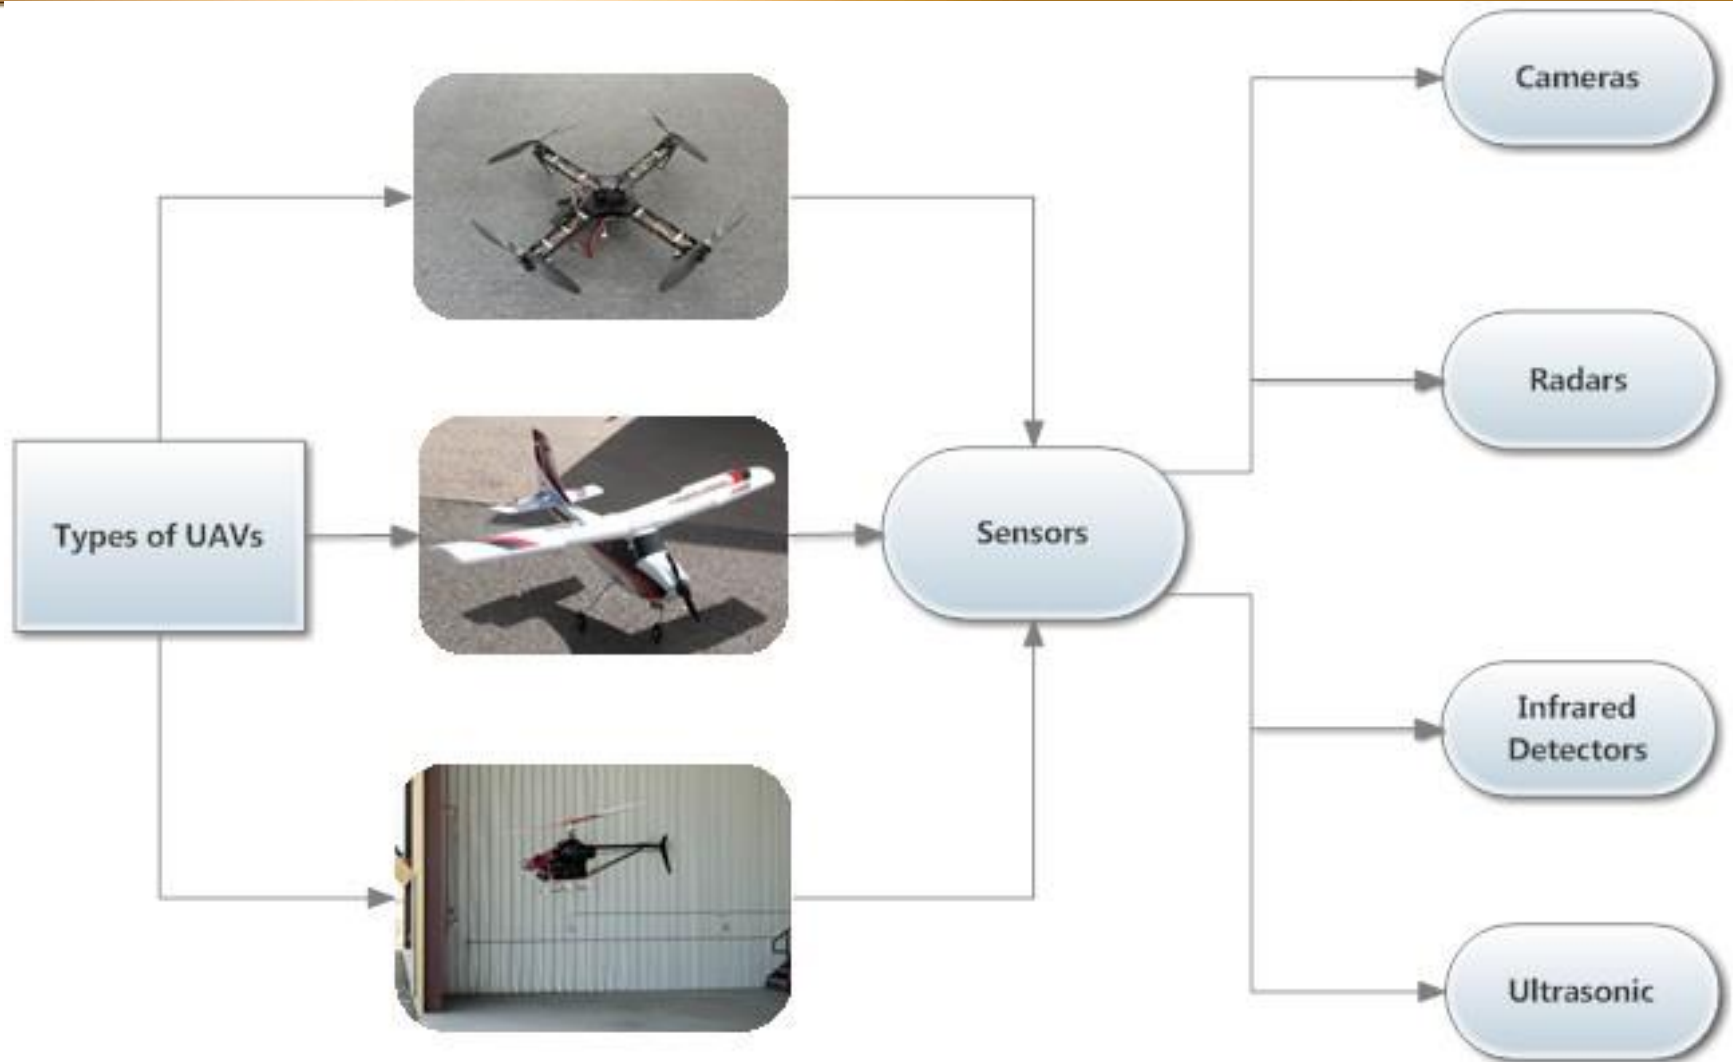 Types of UAVs
Sensors
Cameras
Radars
Infrared
Detectors
Ultrasonic